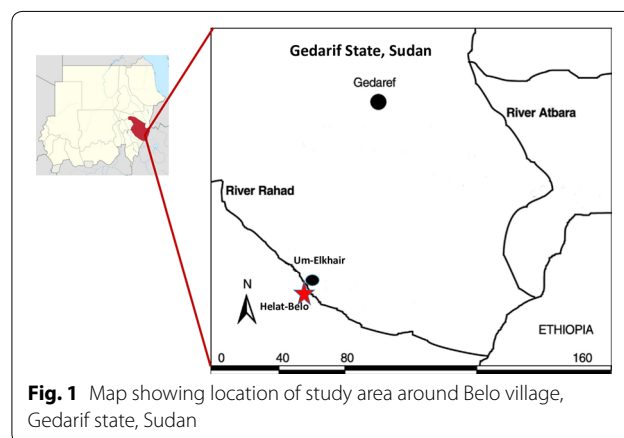 Gedarif State, Sudan
Gedaref
River Atbara
River Rahad
Um-Elkhair
N
Helat-Belo
ETHIOPIA
0 40 80 160
Fig. 1 Map showing location of study area around Belo village,
Gedarif state, Sudan